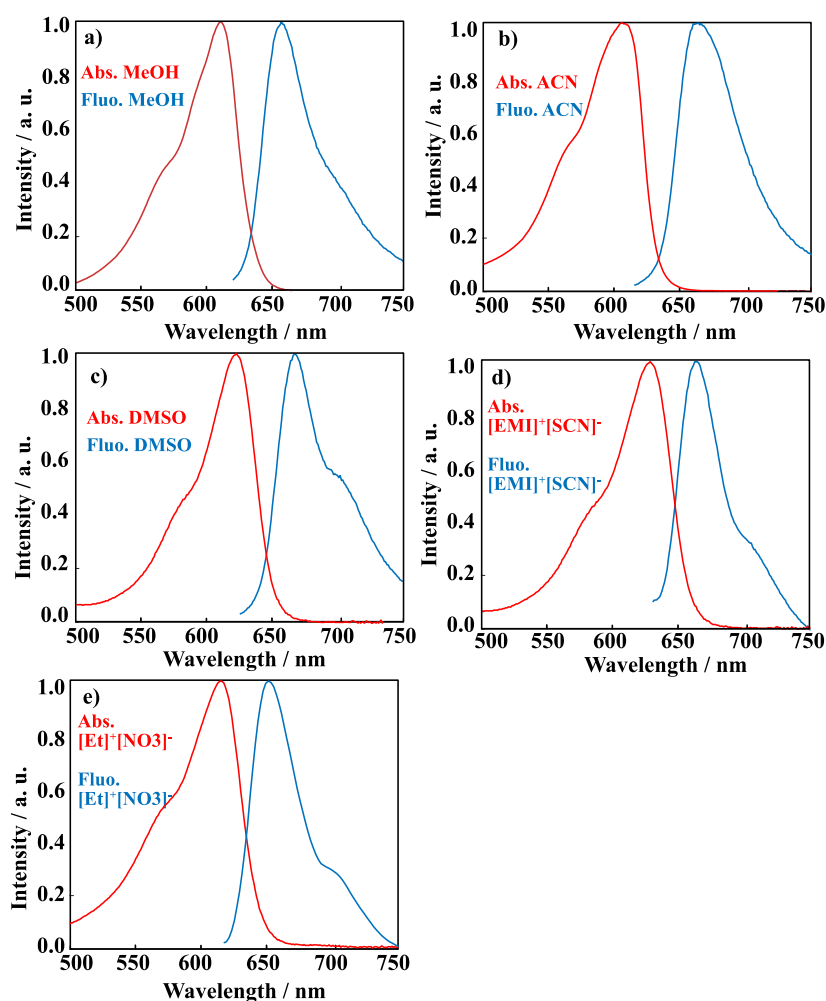 a)
Abs. MeOH
Fluo. MeOH
Intensity / a. u.
1.0
0.8
0.6
0.4
0.2
0.0
500 550 600 650 700 750
Wavelength / nm
b)
Abs. ACN
Fluo. ACN
Intensity / a. u.
1.0
0.8
0.6
0.4
0.2
0.0
500 550 600 650 700 750
Wavelength / nm
c)
Abs. DMSO
Fluo. DMSO
Intensity / a. u.
1.0
0.8
0.6
0.4
0.2
0.0
500 550 600 650 700 750
Wavelength / nm
d)
Abs.
[EMI]⁺[SCN]⁻
Fluo.
[EMI]⁺[SCN]⁻
Intensity / a. u.
1.0
0.8
0.6
0.4
0.2
0.0
500 550 600 650 700 750
Wavelength / nm
e)
Abs.
[Et]⁺[NO3]⁻
Fluo.
[Et]⁺[NO3]⁻
Intensity / a. u.
1.0
0.8
0.6
0.4
0.2
0.0
500 550 600 650 700 750
Wavelength / nm